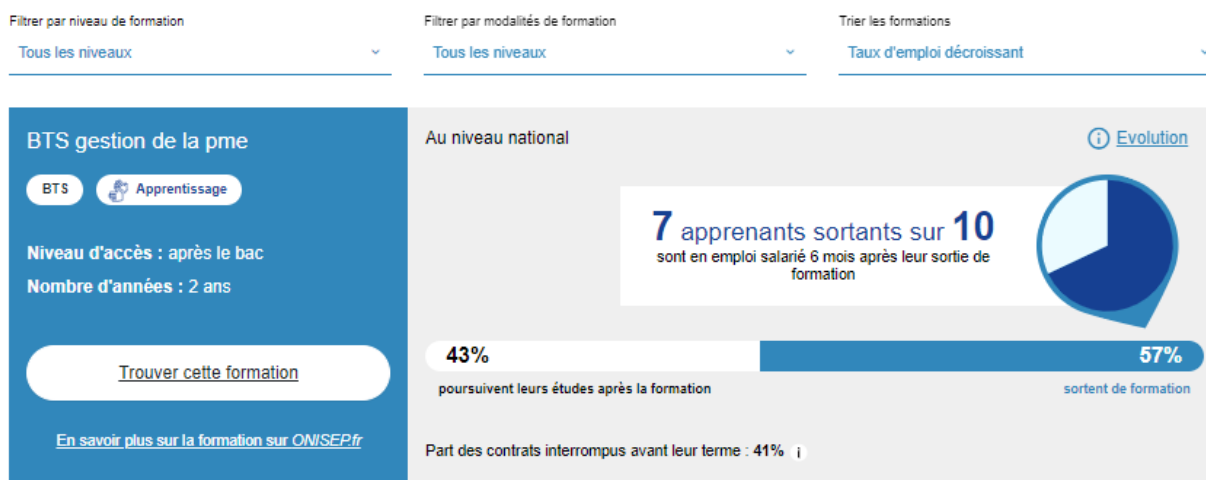 Filtrer par niveau de formation
Tous les niveaux
Filtrer par modalités de formation
Tous les niveaux
Trier les formations
Taux d'emploi décroissant
BTS gestion de la pme
BTS
Apprentissage
Niveau d'accès : après le bac
Nombre d'années : 2 ans
Trouver cette formation
En savoir plus sur la formation sur ONISEP.fr
Au niveau national
i Evolution
7 apprenants sortants sur 10
sont en emploi salarié 6 mois après leur sortie de
formation
43%
57%
poursuivent leurs études après la formation
sortent de formation
Part des contrats interrompus avant leur terme : 41% i